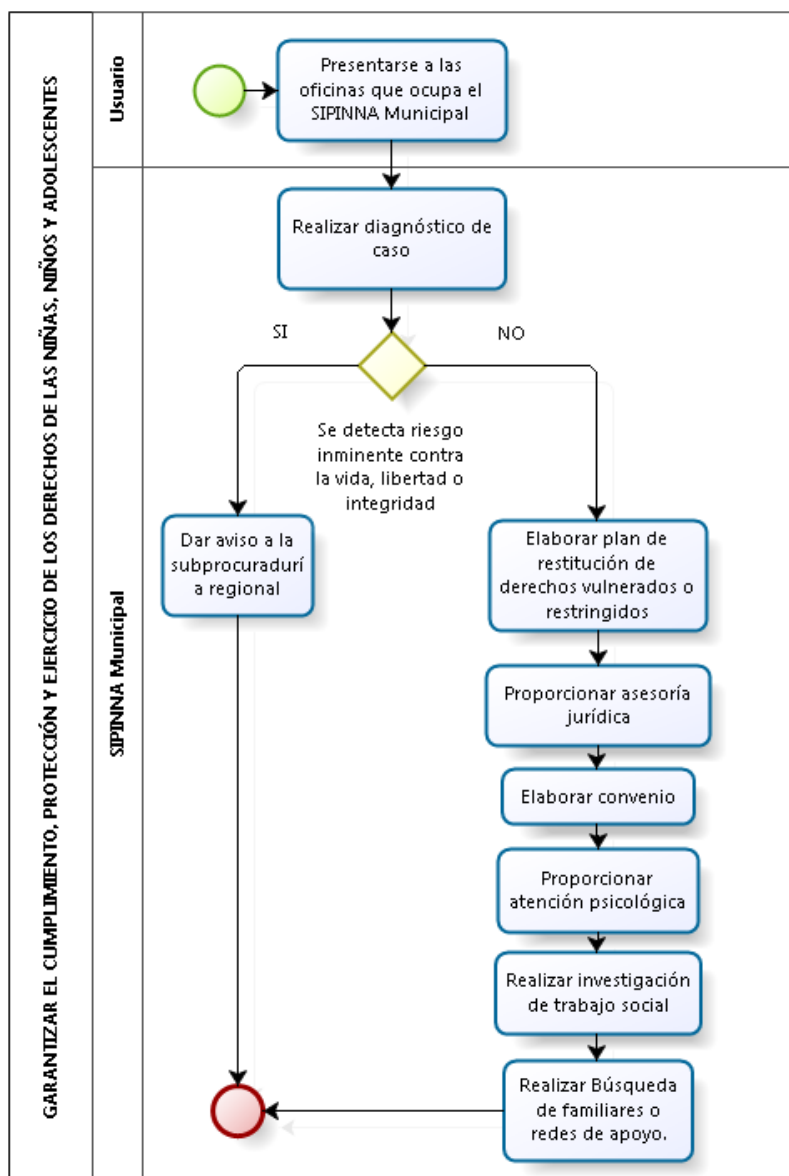 GARANTIZAR EL CUMPLIMIENTO, PROTECCIÓN Y EJERCICIO DE LOS DERECHOS DE LAS NIÑAS, NIÑOS Y ADOLESCENTES
Usuario
Presentarse a las
oficinas que ocupa el
SIPINNA Municipal
SIPINNA Municipal
Realizar diagnóstico de
caso
SI
NO
Se detecta riesgo
inminente contra
la vida, libertad o
integridad
Dar aviso a la
subprocuradurí
a regional
Elaborar plan de
restitución de
derechos vulnerados o
restringidos
Proporcionar asesoría
jurídica
Elaborar convenio
Proporcionar
atención psicológica
Realizar investigación
de trabajo social
Realizar Búsqueda
de familiares o
redes de apoyo.